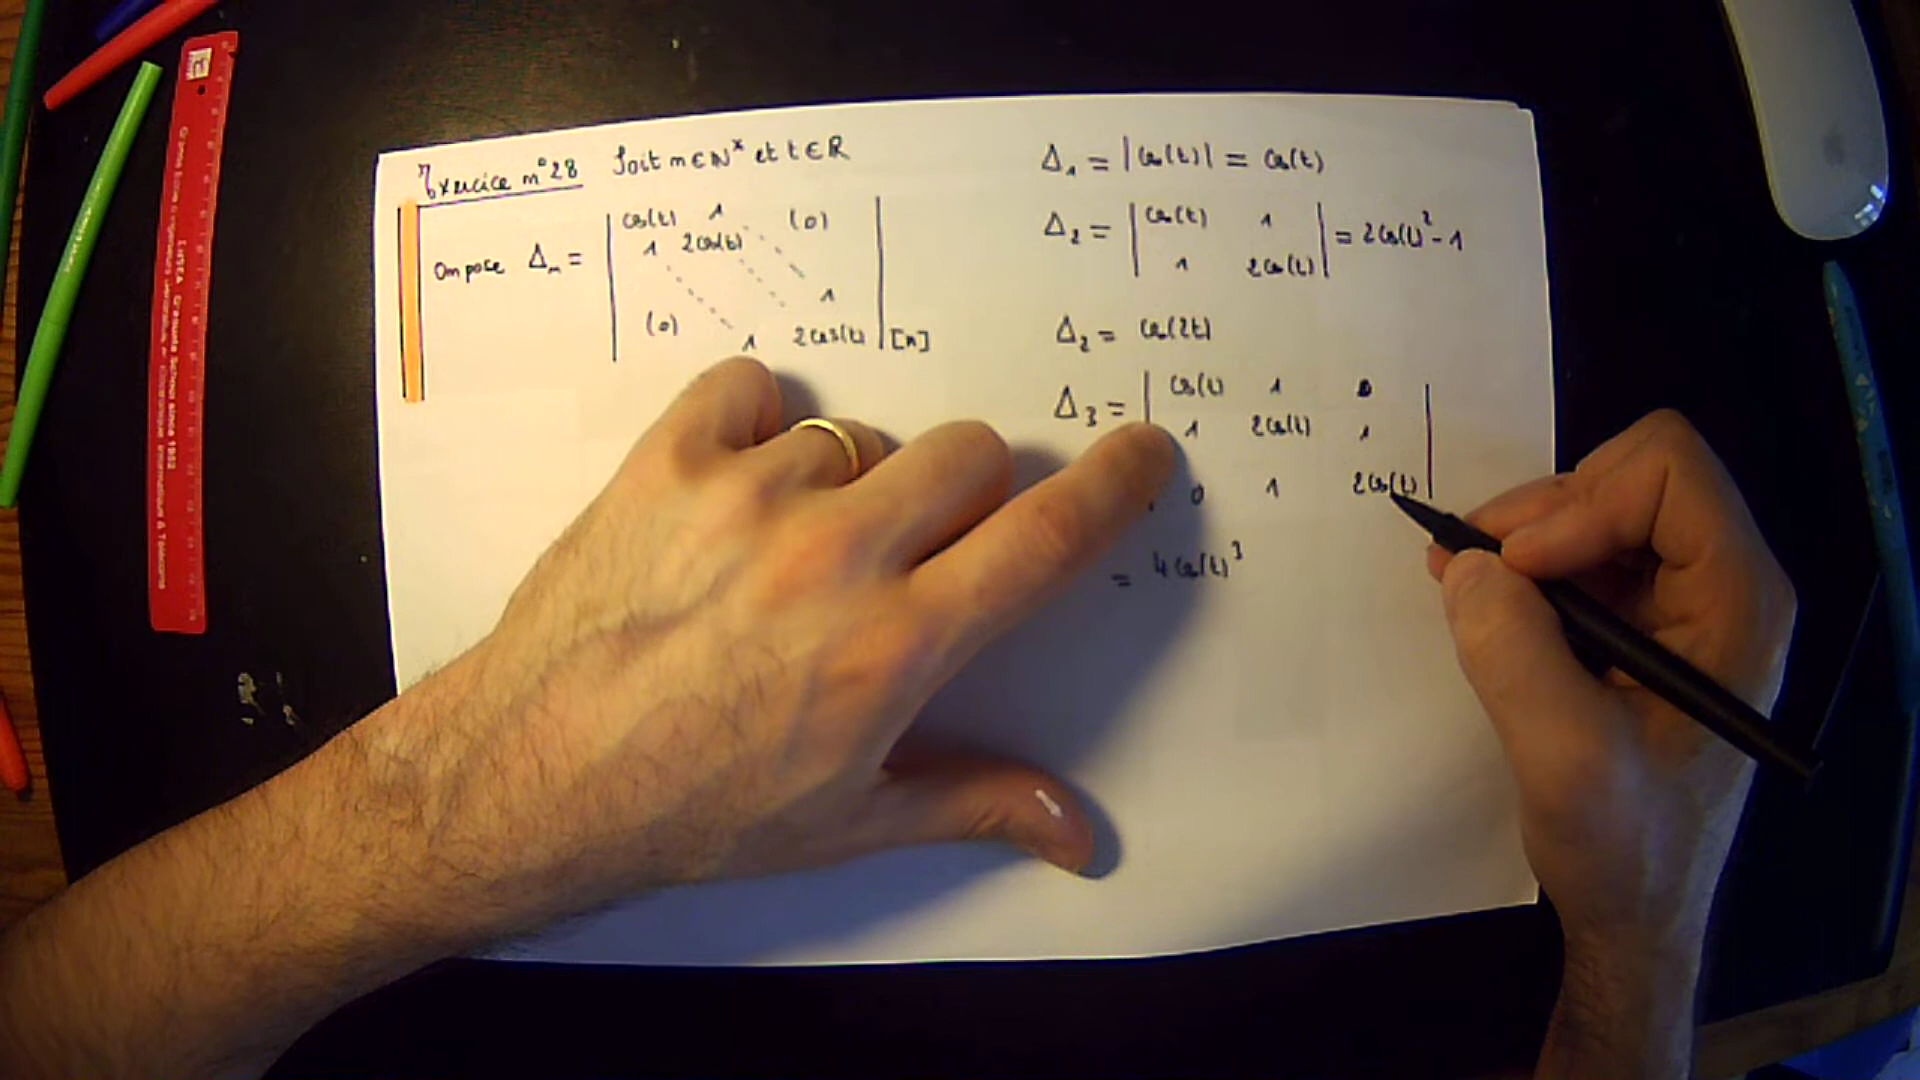 Exercice n°28 Soit n ∈ N* et t ∈ R
On pose Δn = | cos(t) 1 (0)
1 2cos(t)
1
(0) 1 2cos(t) | [n]
Δ1 = |cos(t)| = cos(t)
Δ2 = | cos(t) 1
1 2cos(t) | = 2cos(t)² - 1
Δ2 = cos(2t)
Δ3 = | cos(t) 1 0
1 2cos(t) 1
0 1 2cos(t) |
= 4cos(t)³